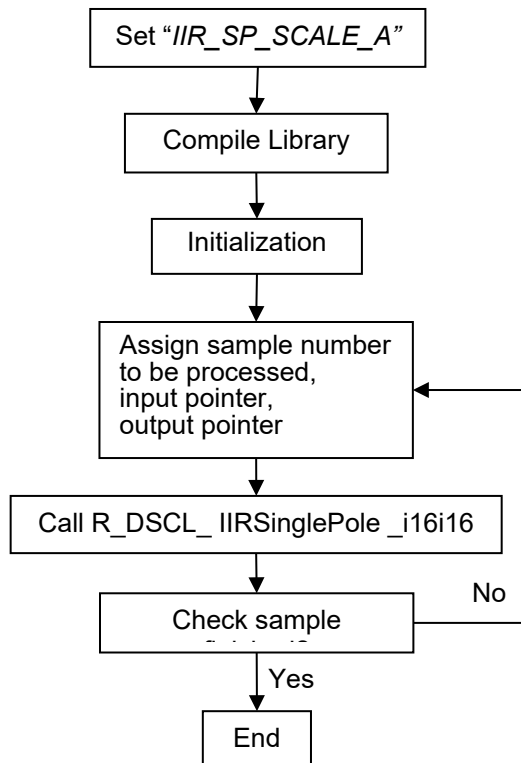 Set “IIR_SP_SCALE_A”
Compile Library
Initialization
Assign sample number
to be processed,
input pointer,
output pointer
Call R_DSCL_ IIRSinglePole _i16i16
Check sample
No
Yes
End